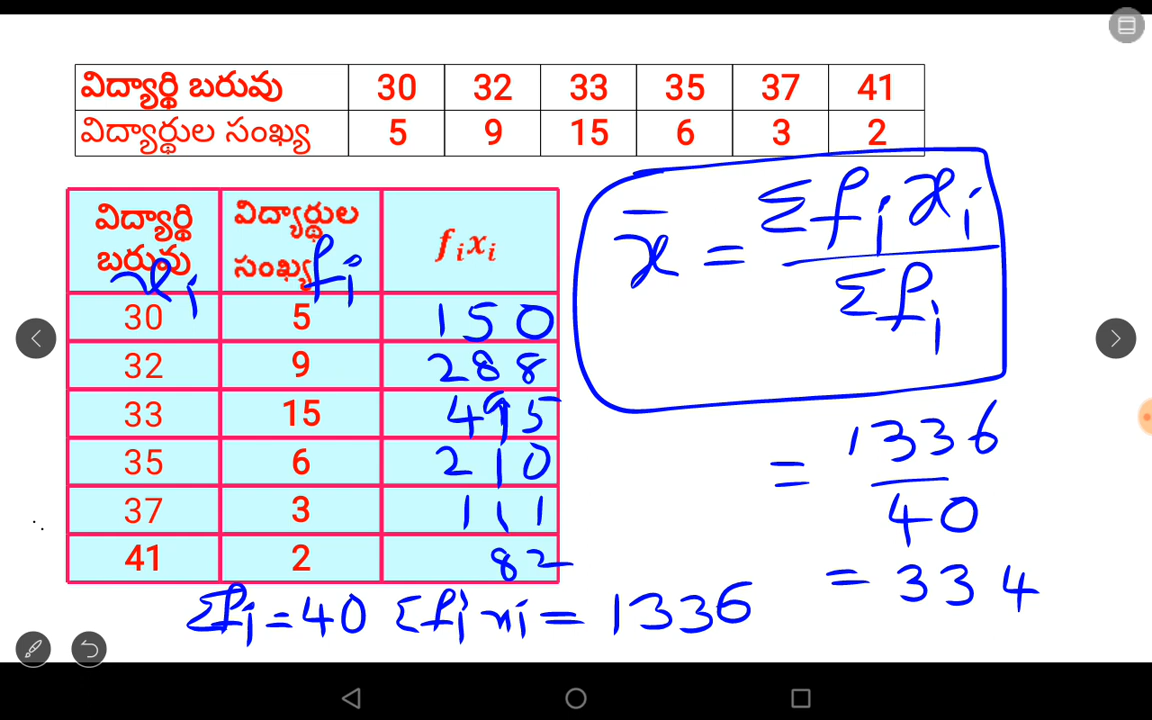 విద్యార్థి బరువు 30 32 33 35 37 41
విద్యార్థుల సంఖ్య 5 9 15 6 3 2
విద్యార్థి బరువు xi విద్యార్థుల సంఖ్య fi fixi
30 5 150
32 9 288
33 15 495
35 6 210
37 3 111
41 2 82
Σfi = 40 Σfixi = 1336
x̄ = Σfixi / Σfi
= 1336 / 40
= 334